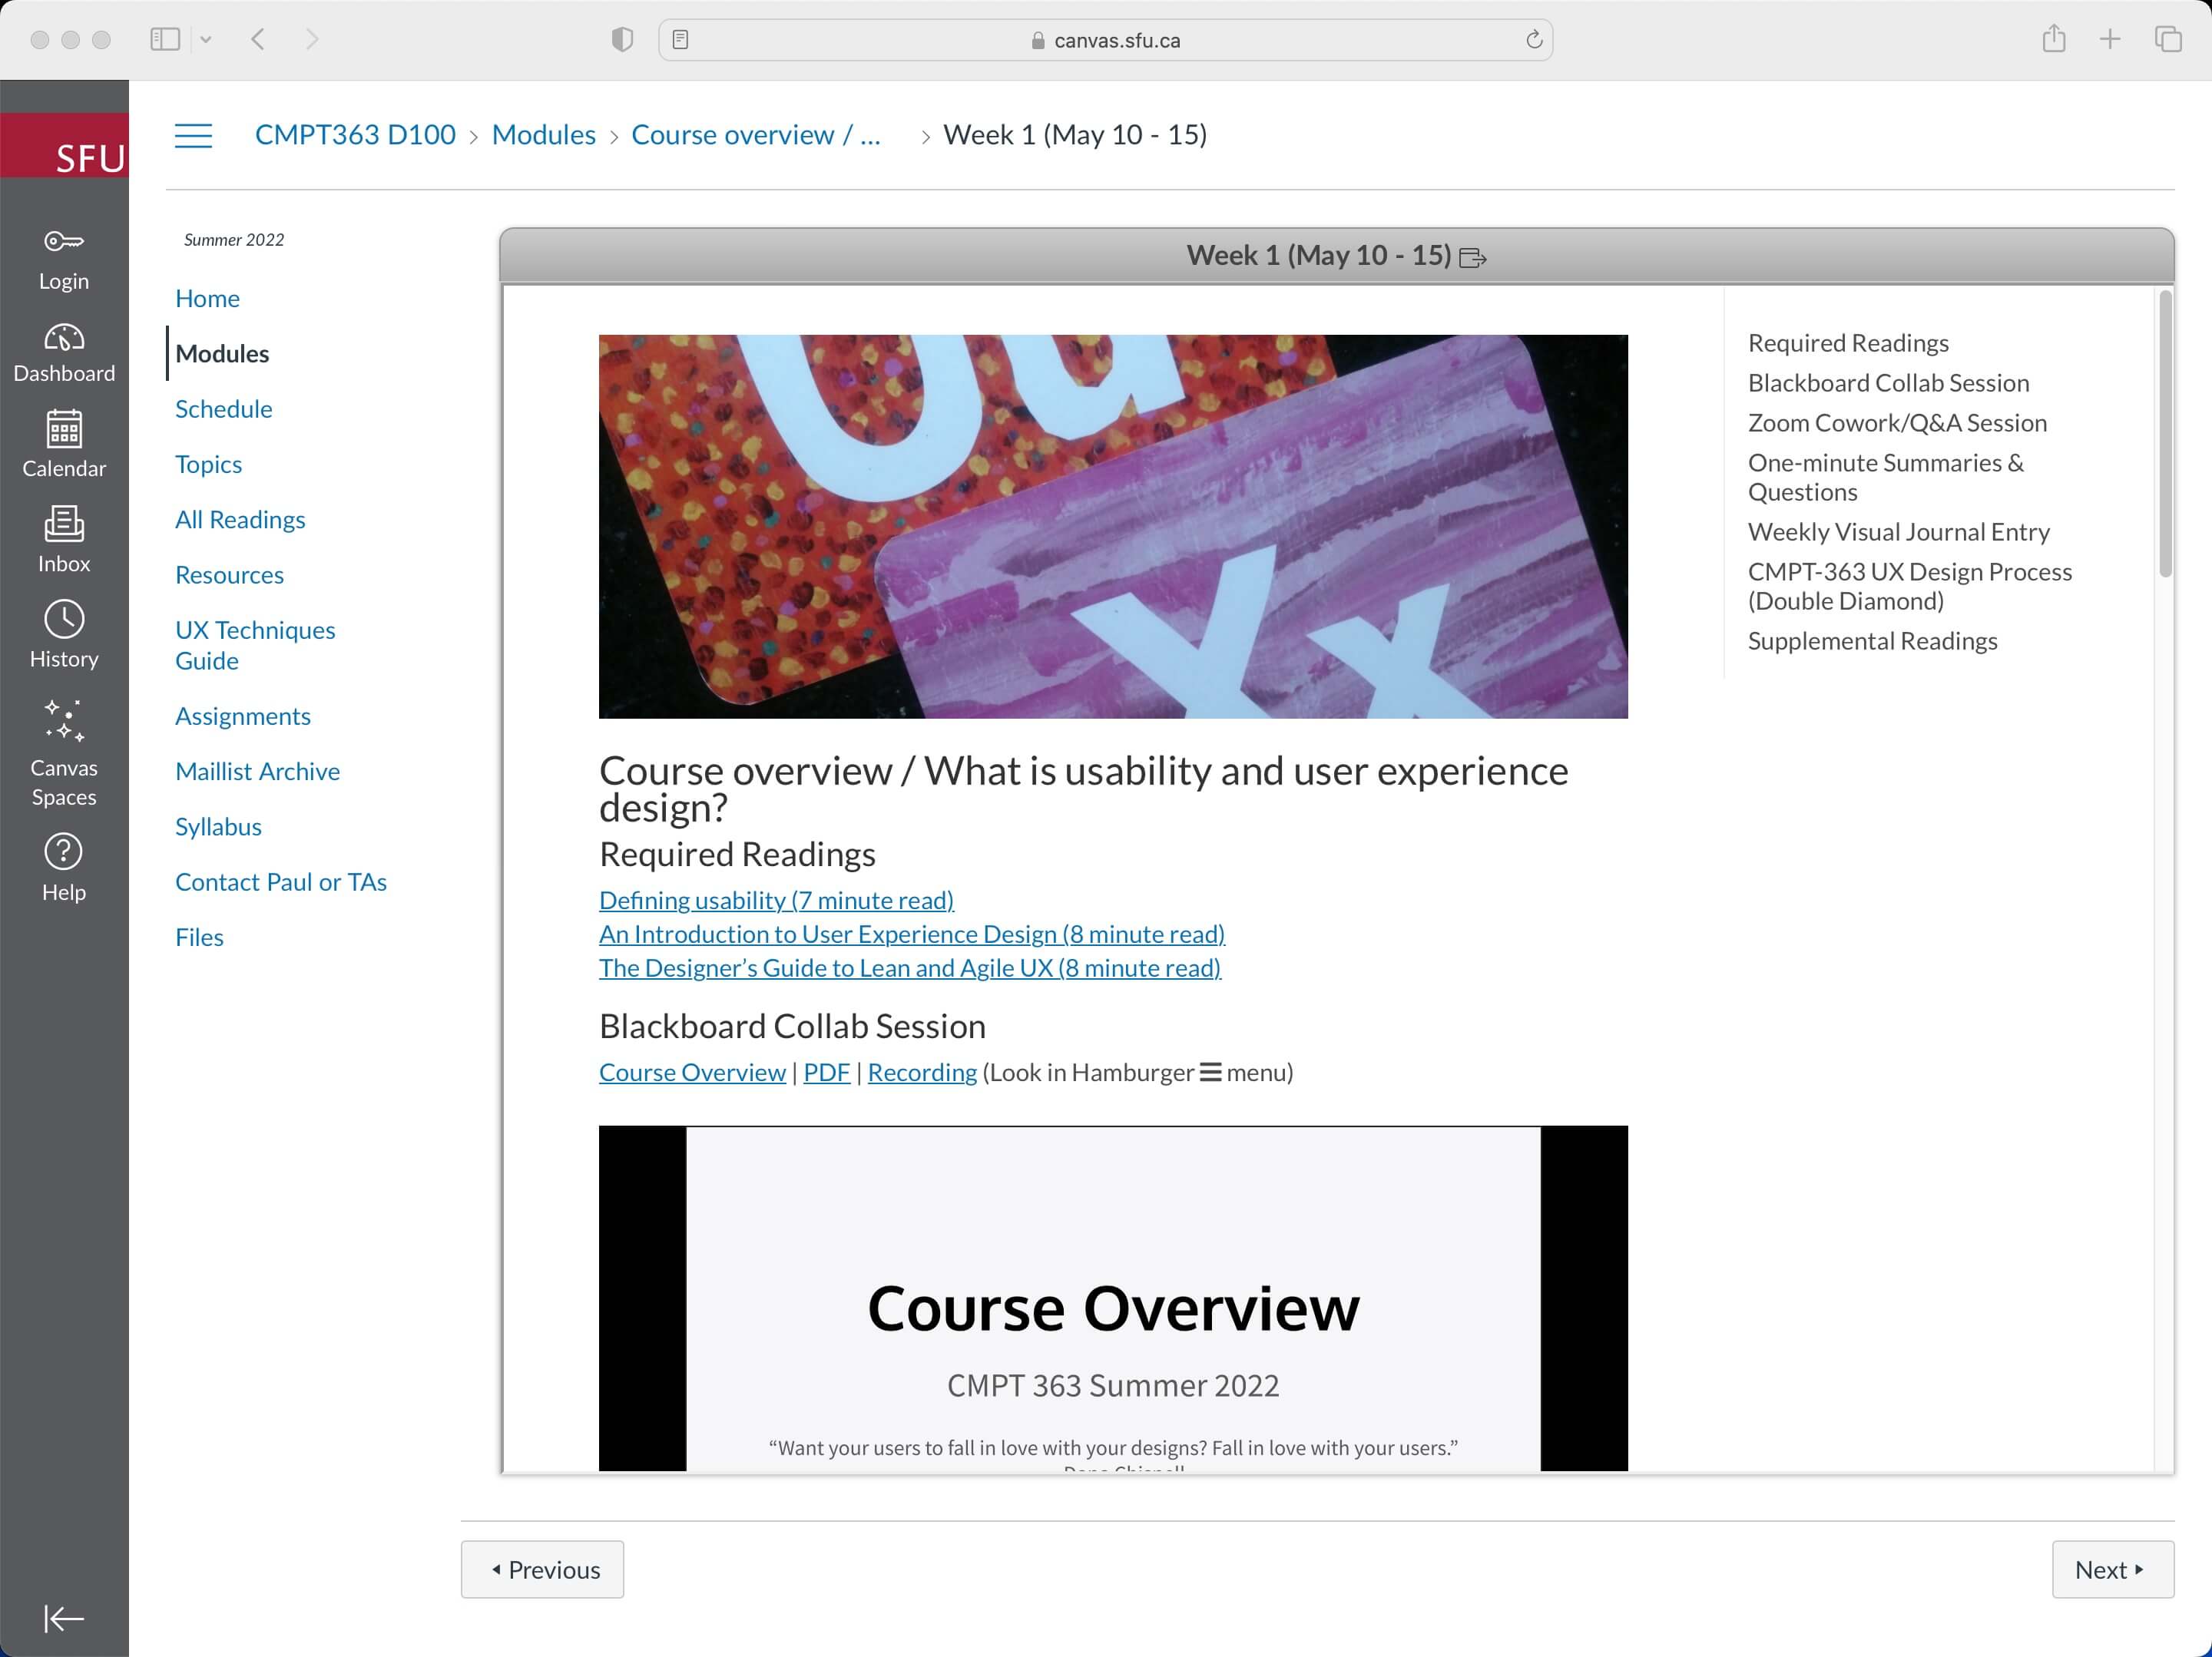 canvas.sfu.ca
SFU
CMPT363 D100 > Modules > Course overview / ... > Week 1 (May 10 - 15)
Login
Dashboard
Calendar
Inbox
History
Canvas
Spaces
Help
Summer 2022
Home
Modules
Schedule
Topics
All Readings
Resources
UX Techniques
Guide
Assignments
Maillist Archive
Syllabus
Contact Paul or TAs
Files
Week 1 (May 10 - 15)
Uu
Xx
Course overview / What is usability and user experience
design?
Required Readings
Defining usability (7 minute read)
An Introduction to User Experience Design (8 minute read)
The Designer’s Guide to Lean and Agile UX (8 minute read)
Blackboard Collab Session
Course Overview | PDF | Recording (Look in Hamburger ☰ menu)
Course Overview
CMPT 363 Summer 2022
“Want your users to fall in love with your designs? Fall in love with your users.”
Required Readings
Blackboard Collab Session
Zoom Cowork/Q&A Session
One-minute Summaries &
Questions
Weekly Visual Journal Entry
CMPT-363 UX Design Process
(Double Diamond)
Supplemental Readings
Previous
Next